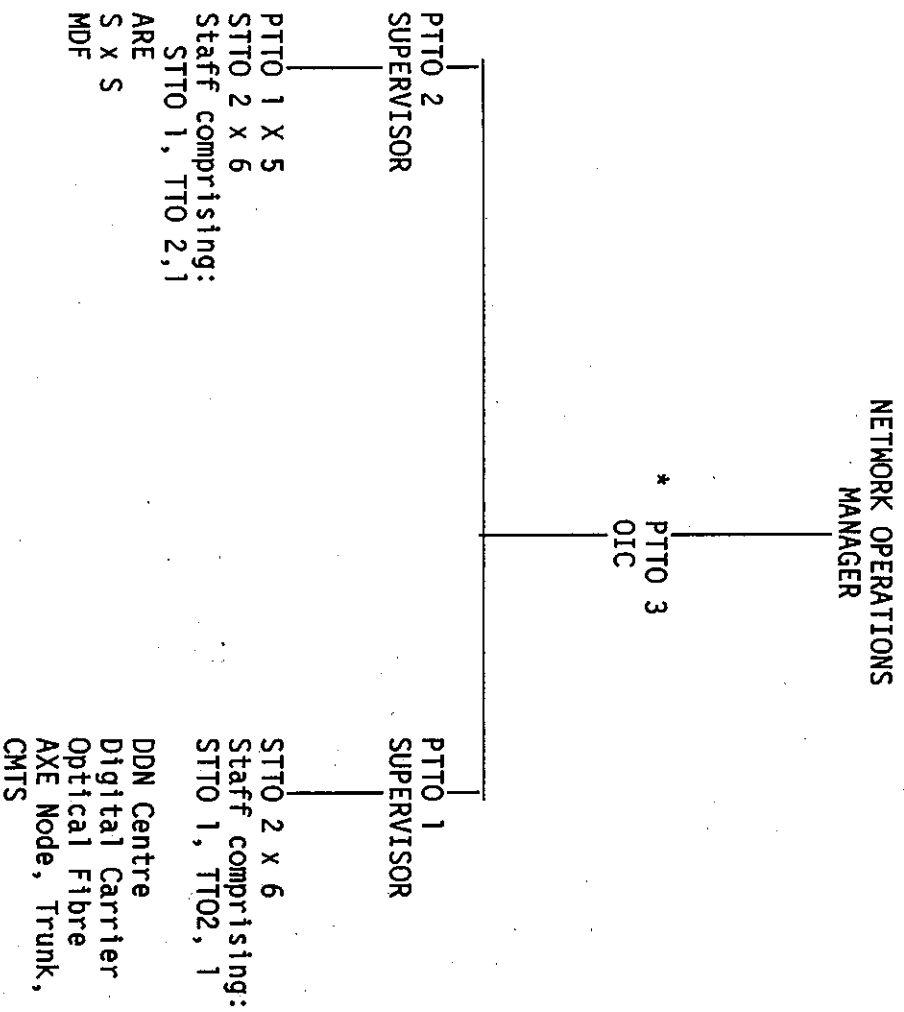 NETWORK OPERATIONS
MANAGER
* PTTO 3
OIC
PTTO 2
SUPERVISOR
PTTO 1 X 5
STTO 2 x 6
Staff comprising:
STTO 1, TTO 2,1
ARE
S x S
MDF
PTTO 1
SUPERVISOR
STTO 2 x 6
Staff comprising:
STTO 1, TTO2, 1
DDN Centre
Digital Carrier
Optical Fibre
AXE Node, Trunk,
CMTS